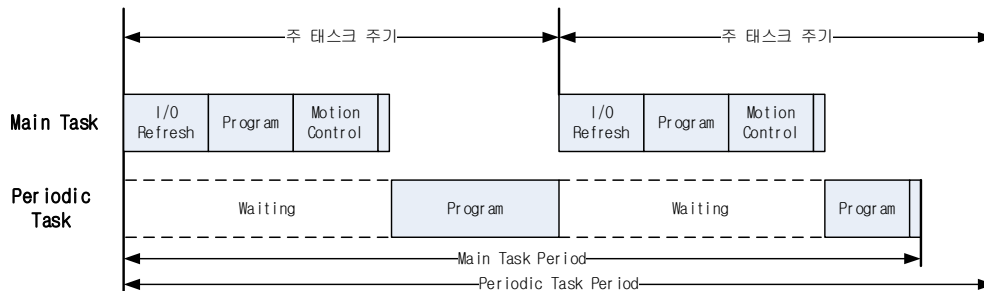 주 태스크 주기
주 태스크 주기
Main Task
I/O
Refresh
Program
Motion
Control
I/O
Refresh
Program
Motion
Control
Periodic
Task
Waiting
Program
Waiting
Program
Main Task Period
Periodic Task Period